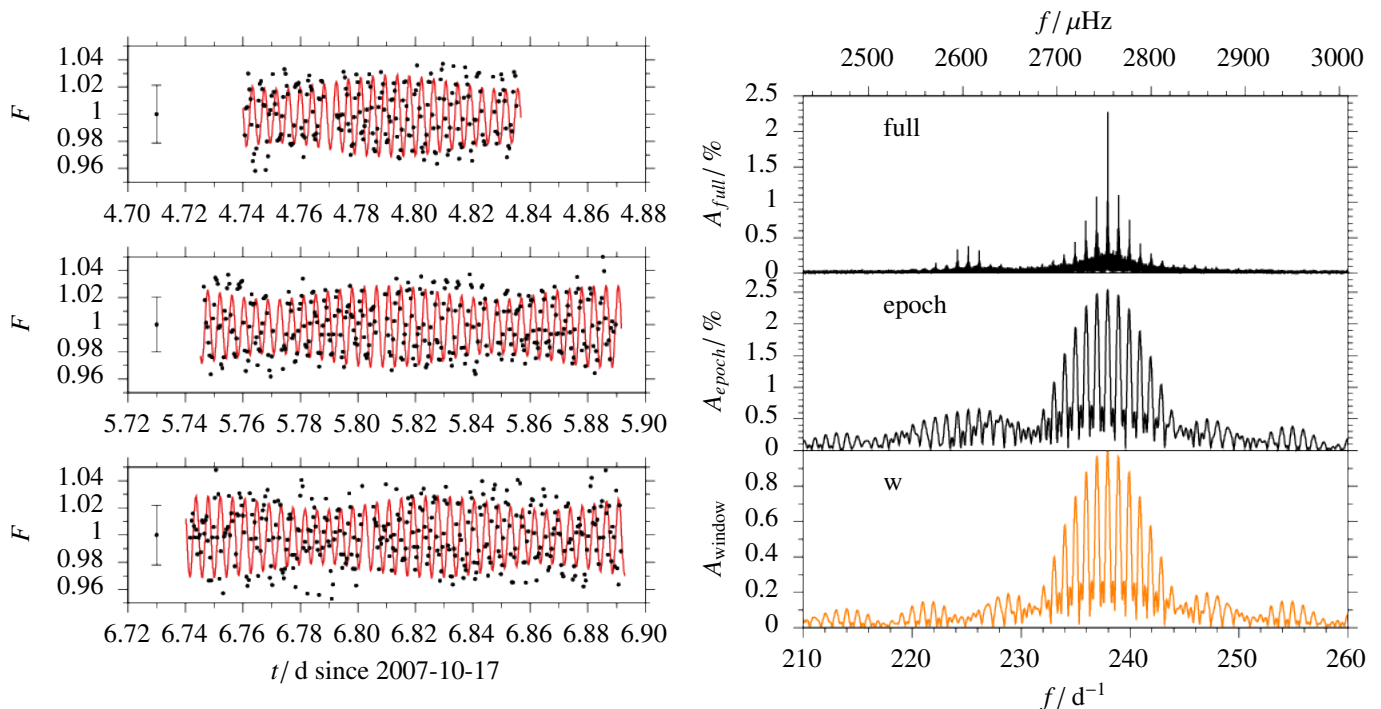 1.04
1.02
1
0.98
0.96
F
4.70 4.72 4.74 4.76 4.78 4.80 4.82 4.84 4.86 4.88
1.04
1.02
1
0.98
0.96
F
5.72 5.74 5.76 5.78 5.80 5.82 5.84 5.86 5.88 5.90
1.04
1.02
1
0.98
0.96
F
6.72 6.74 6.76 6.78 6.80 6.82 6.84 6.86 6.88 6.90
t/ d since 2007-10-17
f/ μHz
2500 2600 2700 2800 2900 3000
2.5
2
1.5
1
0.5
0
A_full/ %
full
2.5
2
1.5
1
0.5
0
A_epoch/ %
epoch
0.8
0.6
0.4
0.2
0
A_window
w
210 220 230 240 250 260
f/ d⁻¹